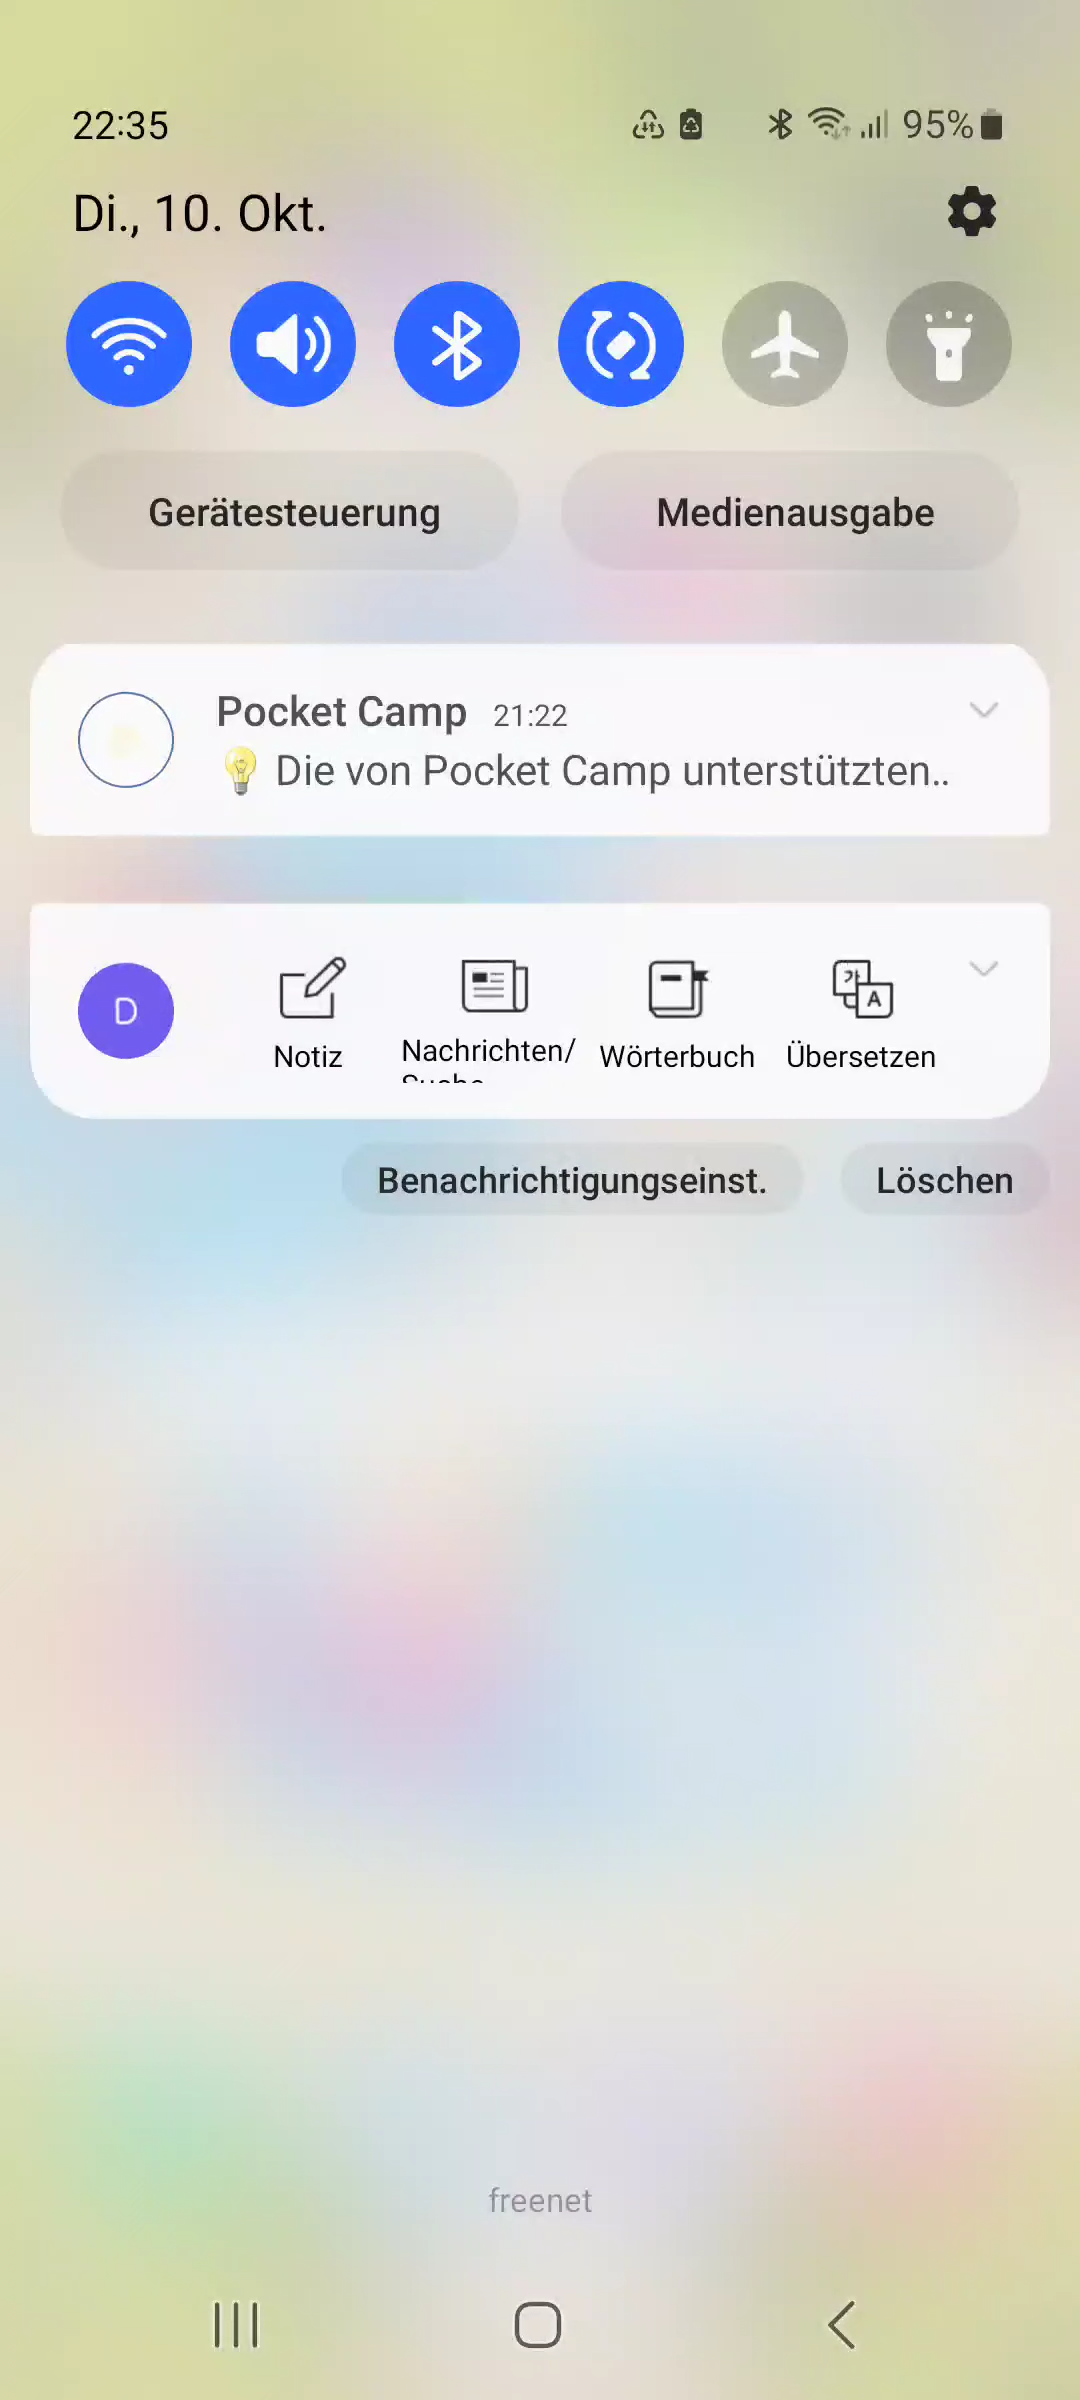 22:35
95%
Di., 10. Okt.
Gerätesteuerung
Medienausgabe
Pocket Camp 21:22
Die von Pocket Camp unterstützten..
D
Notiz
Nachrichten/
Wörterbuch
Übersetzen
Benachrichtigungseinst.
Löschen
freenet